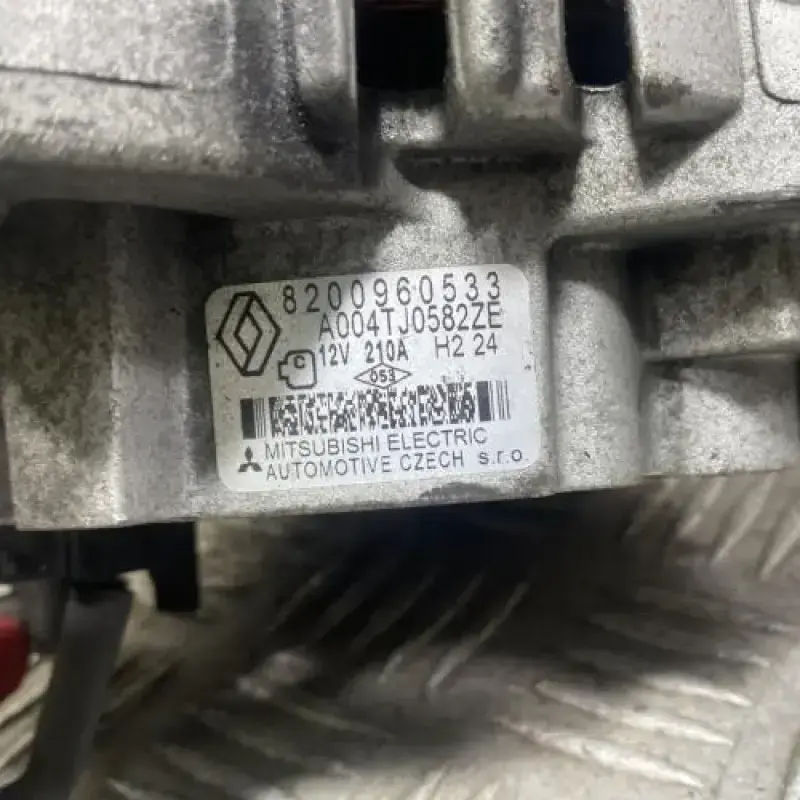 8200960533
A004TJ0582ZE
C 12V 210A H2 24
053
MITSUBISHI ELECTRIC
AUTOMOTIVE CZECH s.r.o.